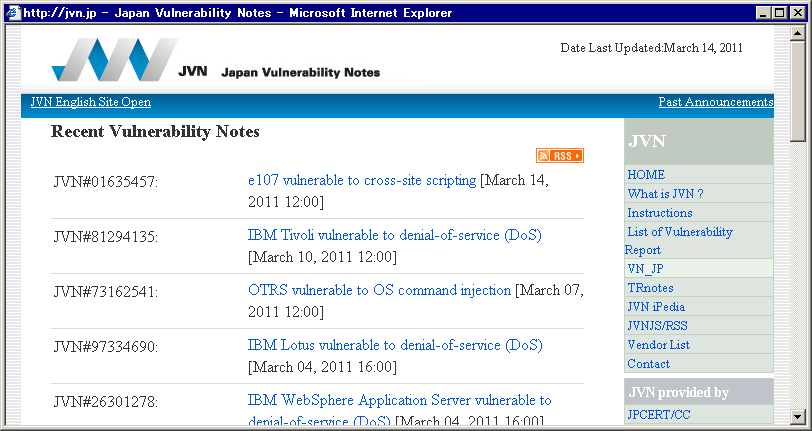 http://jvn.jp - Japan Vulnerability Notes - Microsoft Internet Explorer
JVN Japan Vulnerability Notes
Date Last Updated:March 14, 2011
JVN English Site Open
Past Announcements
Recent Vulnerability Notes
RSS
JVN#01635457:
e107 vulnerable to cross-site scripting [March 14,
2011 12:00]
JVN#81294135:
IBM Tivoli vulnerable to denial-of-service (DoS)
[March 10, 2011 12:00]
JVN#73162541:
OTRS vulnerable to OS command injection [March 07,
2011 12:00]
JVN#97334690:
IBM Lotus vulnerable to denial-of-service (DoS)
[March 04, 2011 16:00]
JVN#26301278:
IBM WebSphere Application Server vulnerable to
denial-of-service (DoS) [March 04, 2011 16:00]
JVN
HOME
What is JVN ?
Instructions
List of Vulnerability
Report
VN_JP
TRnotes
JVN iPedia
JVNJS/RSS
Vendor List
Contact
JVN provided by
JPCERT/CC